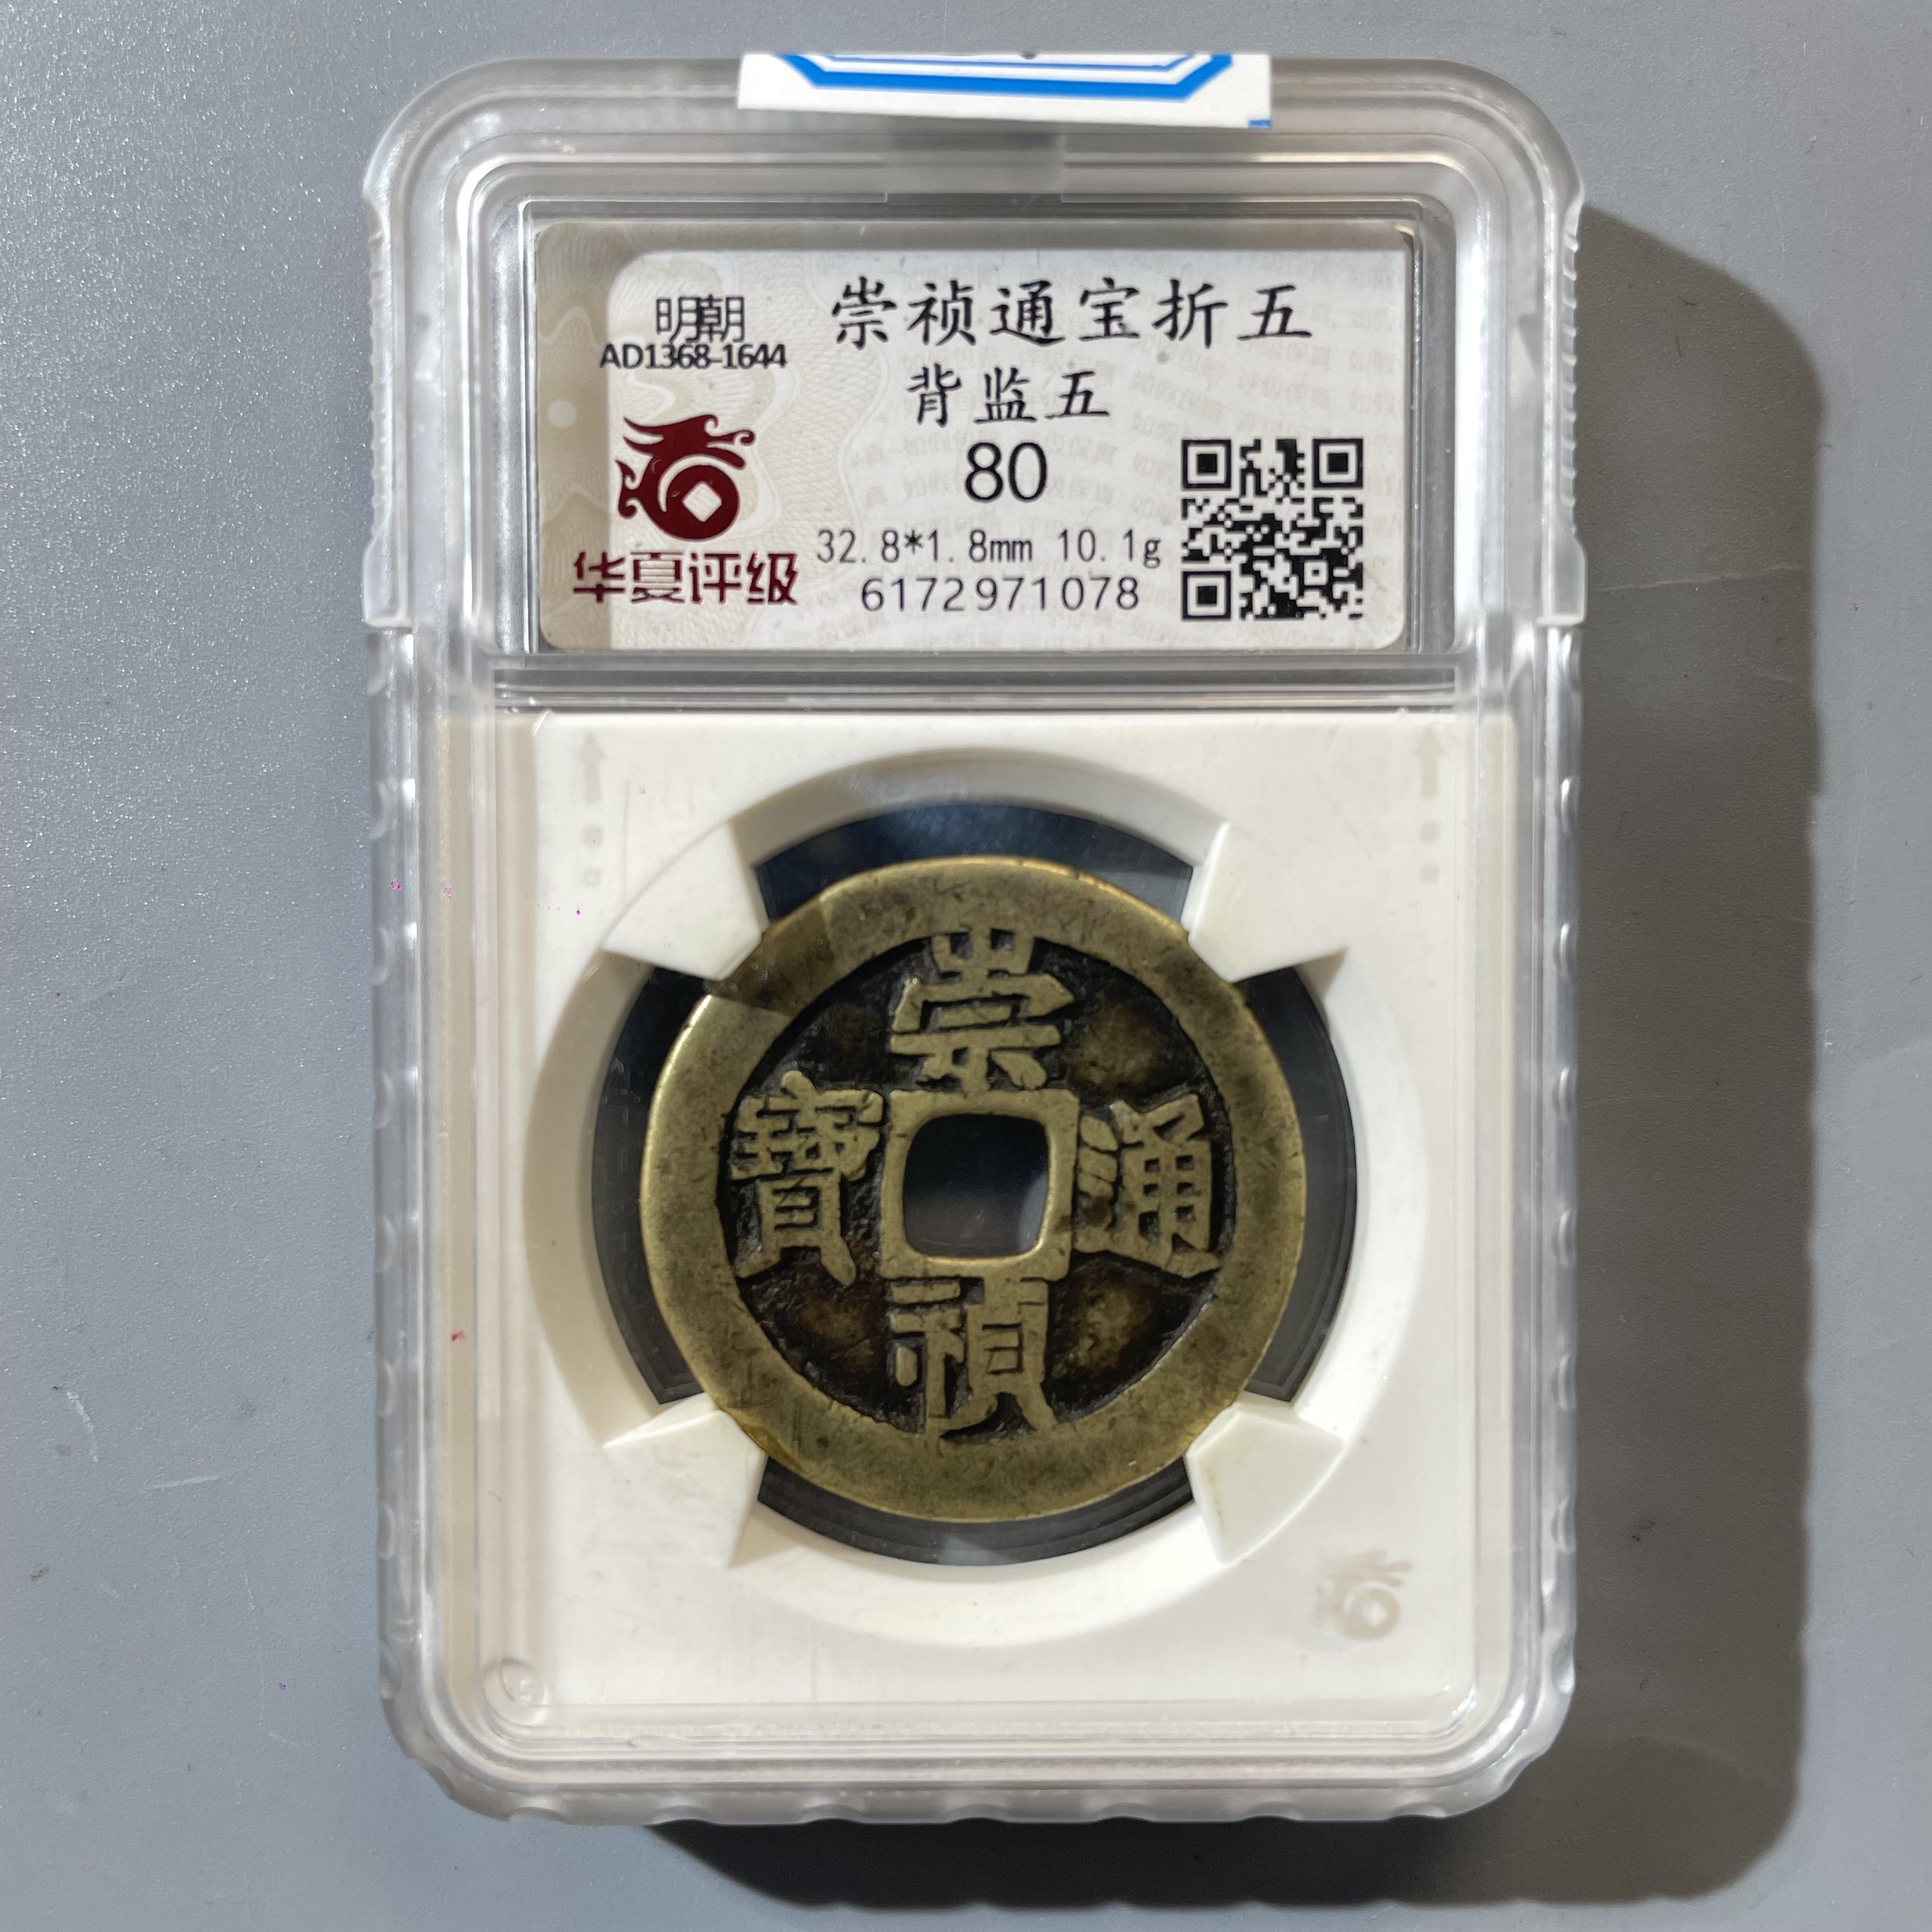 明朝
AD1368-1644
崇祯通宝折五
背监五
80
32.8*1.8mm 10.1g
6172971078
华夏评级
崇
寶 通
禎